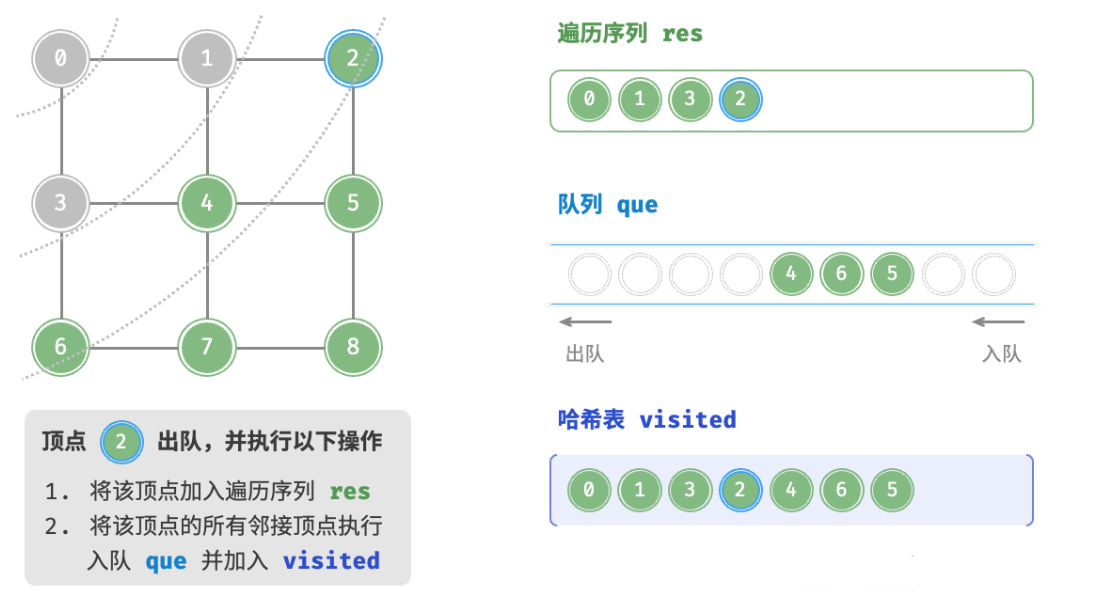 0 1 2
3 4 5
6 7 8
顶点 2 出队，并执行以下操作
1. 将该顶点加入遍历序列 res
2. 将该顶点的所有邻接顶点执行
入队 que 并加入 visited
遍历序列 res
0 1 3 2
队列 que
4 6 5
出队 入队
哈希表 visited
0 1 3 2 4 6 5